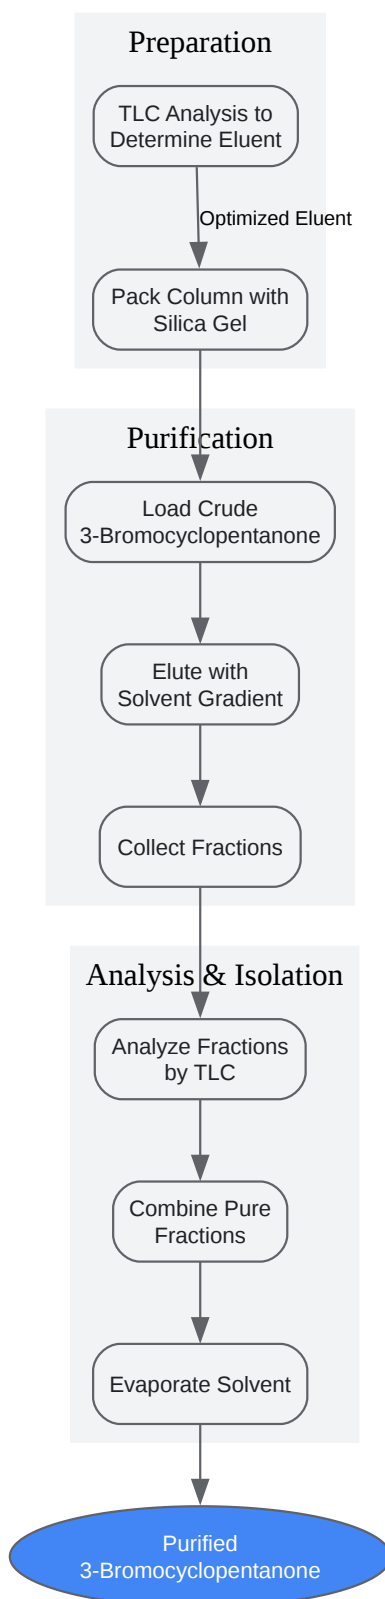 Preparation
TLC Analysis to
Determine Eluent
Optimized Eluent
Pack Column with
Silica Gel
Purification
Load Crude
3-Bromocyclopentanone
Elute with
Solvent Gradient
Collect Fractions
Analysis & Isolation
Analyze Fractions
by TLC
Combine Pure
Fractions
Evaporate Solvent
Purified
3-Bromocyclopentanone